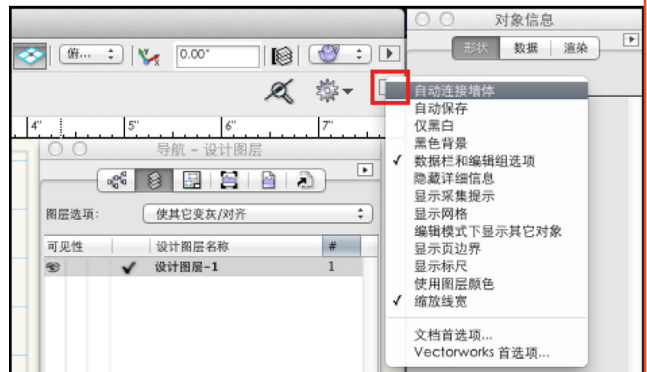 对象信息
俯...
0.00°
形状
数据
渲染
4"
5"
6"
7"
导航 - 设计图层
图层选项:
使其它变灰/对齐
可见性
设计图层名称
#
设计图层-1
1
自动连接墙体
自动保存
仅黑白
黑色背景
✓ 数据栏和编辑组选项
隐藏详细信息
显示采集提示
显示网格
编辑模式下显示其它对象
显示页边界
显示标尺
使用图层颜色
✓ 缩放线宽
文档首选项...
Vectorworks 首选项...